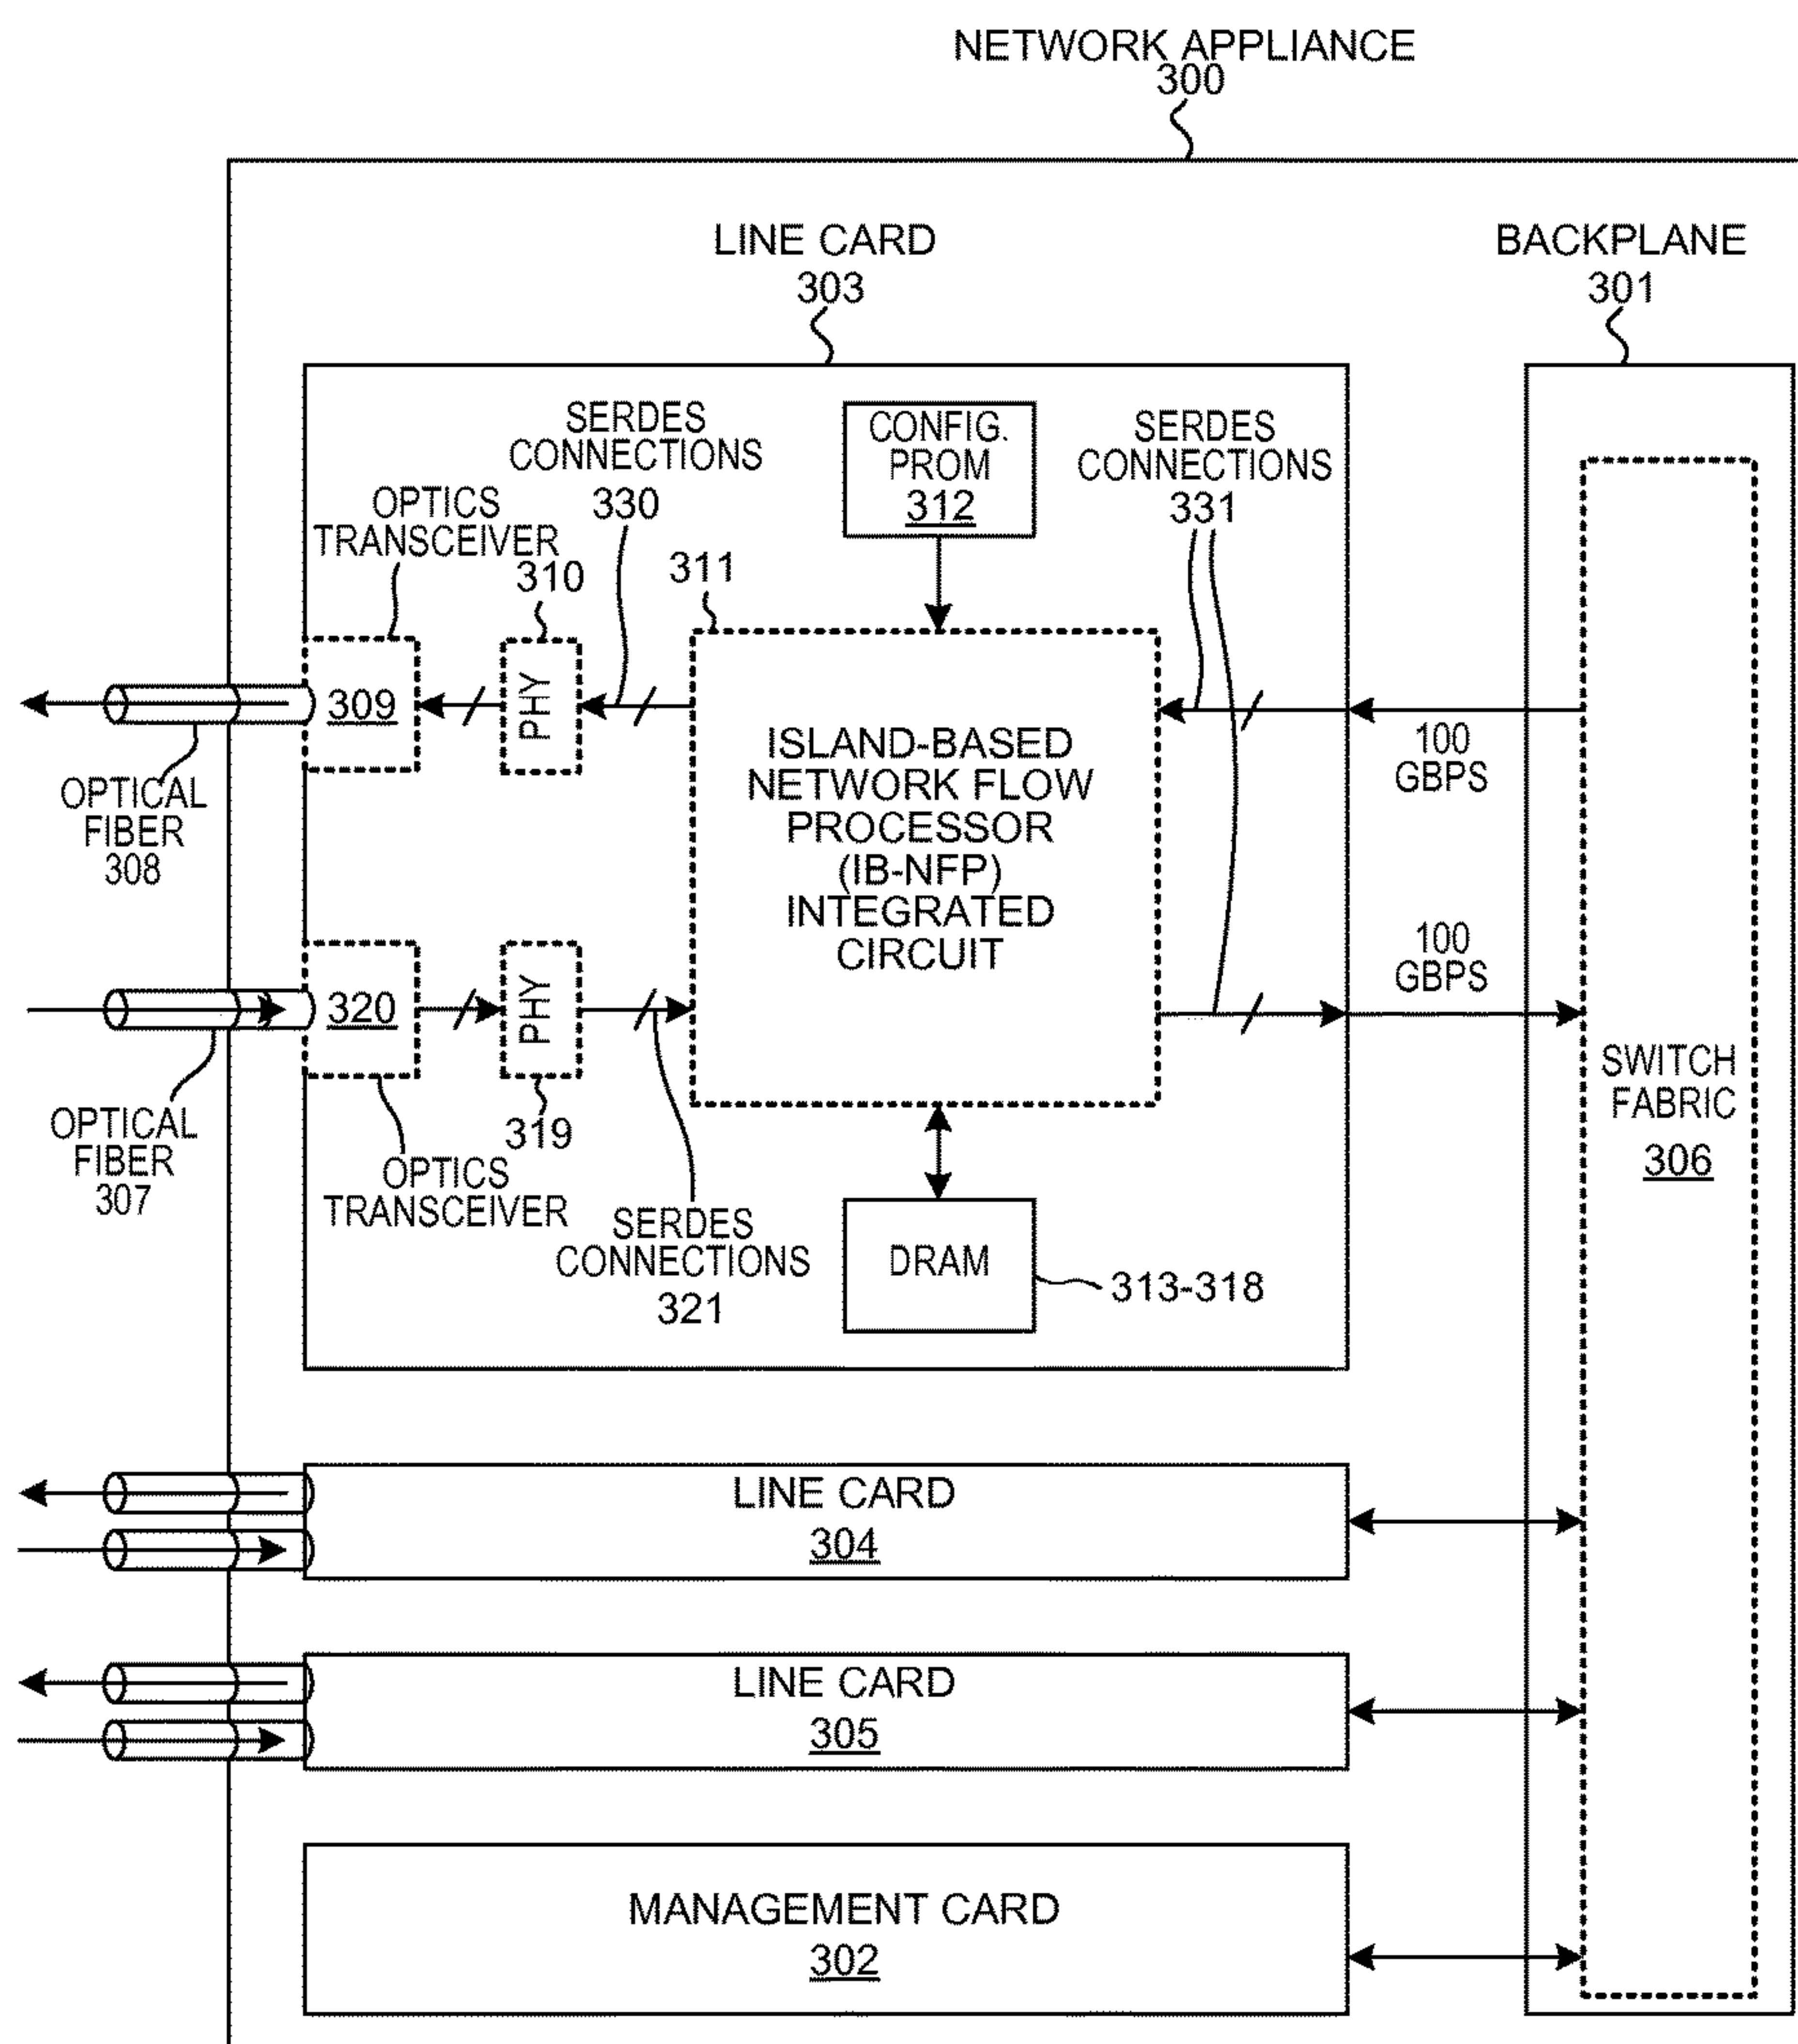 NETWORK APPLIANCE
300
LINE CARD
303
BACKPLANE
301
SERDES
CONNECTIONS
330
CONFIG.
PROM
312
SERDES
CONNECTIONS
331
OPTICS
TRANSCEIVER
310
311
309
PHY
OPTICAL
FIBER
308
ISLAND-BASED
NETWORK FLOW
PROCESSOR
(IB-NFP)
INTEGRATED
CIRCUIT
100
GBPS
100
GBPS
320
PHY
319
OPTICAL
FIBER
307
OPTICS
TRANSCEIVER
SERDES
CONNECTIONS
321
DRAM
313-318
SWITCH
FABRIC
306
LINE CARD
304
LINE CARD
305
MANAGEMENT CARD
302